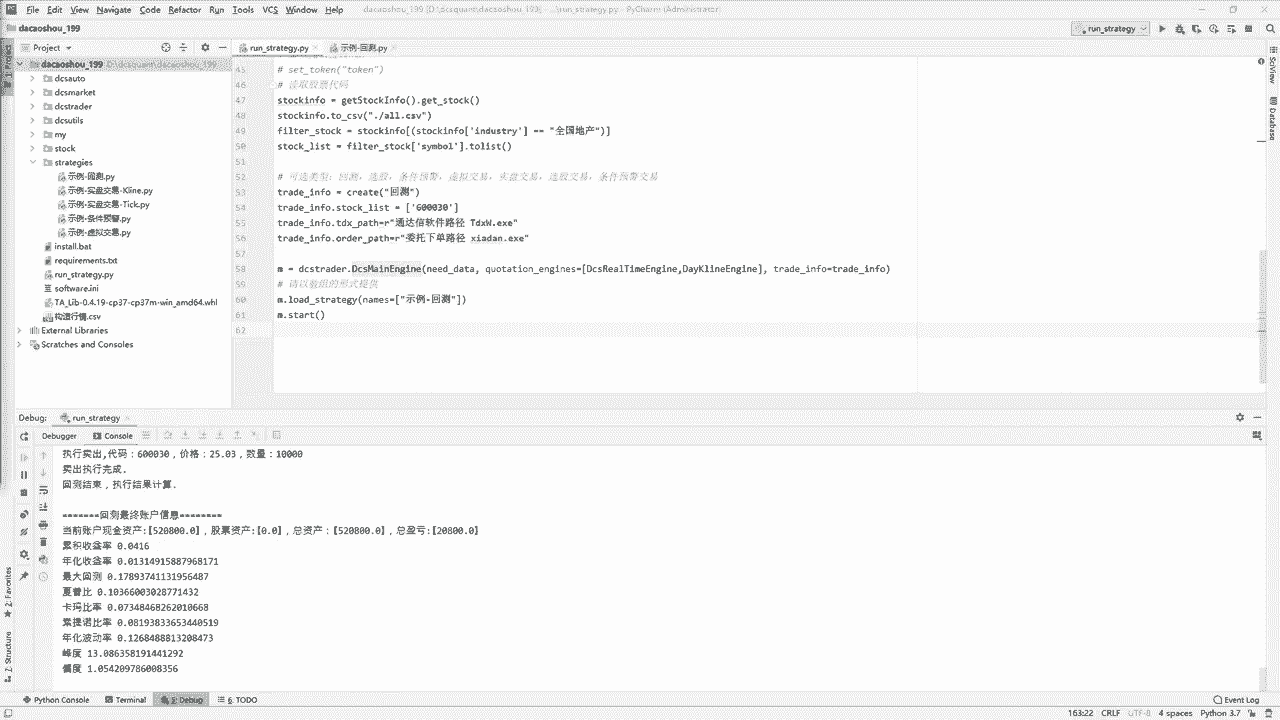 File Edit View Navigate Code Refactor Run Tools VCS Window Help dacaoshou_199 [D:\dcsquant\dacaoshou_199] - ...\run_strategy.py - PyCharm (Administrator)
dacaoshou_199
run_strategy
Project
run_strategy.py
示例-回测.py
dacaoshou_199 D:\dcsquant\dacaoshou_199
dcsauto
dcsmarket
dcstrader
dcsutils
my
stock
strategies
示例-回测.py
示例-实盘交易-Kline.py
示例-实盘交易-Tick.py
示例-条件预警.py
示例-虚拟交易.py
install.bat
requirements.txt
run_strategy.py
software.ini
TA_Lib-0.4.19-cp37-cp37m-win_amd64.whl
构造行情.csv
External Libraries
Scratches and Consoles
45 # set_token("token")
46 # 读取股票代码
47 stockinfo = getStockInfo().get_stock()
48 stockinfo.to_csv("./all.csv")
49 filter_stock = stockinfo[(stockinfo['industry'] == "全国地产")]
50 stock_list = filter_stock['symbol'].tolist()
51
52 # 可选类型：回测，选股，条件预警，虚拟交易，实盘交易，选股交易，条件预警交易
53 trade_info = create("回测")
54 trade_info.stock_list = ['600030']
55 trade_info.tdx_path=r"通达信软件路径 TdxW.exe"
56 trade_info.order_path=r"委托下单路径 xiadan.exe"
57
58 m = dcstrader.DcsMainEngine(need_data, quotation_engines=[DcsRealTimeEngine,DayKlineEngine], trade_info=trade_info)
59 # 请以数组的形式提供
60 m.load_strategy(names=["示例-回测"])
61 m.start()
62
SciView
Database
1: Project
Debug: run_strategy
Debugger Console
执行卖出,代码：600030，价格：25.03，数量：10000
卖出执行完成.
回测结束，执行结果计算.
=======回测最终账户信息========
当前账户现金资产:【520800.0】，股票资产:【0.0】，总资产：【520800.0】，总盈亏:【20800.0】
累积收益率 0.0416
年化收益率 0.01314915887968171
最大回测 0.17893741131956487
夏普比 0.10366003028771432
卡玛比率 0.07348468262010668
索提诺比率 0.08193833653440519
年化波动率 0.1268488813208473
峰度 13.086358191441292
偏度 1.054209786008356
2: Favorites
7: Structure
Python Console Terminal 5: Debug 6: TODO
Event Log
163:22 CRLF UTF-8 4 spaces Python 3.7